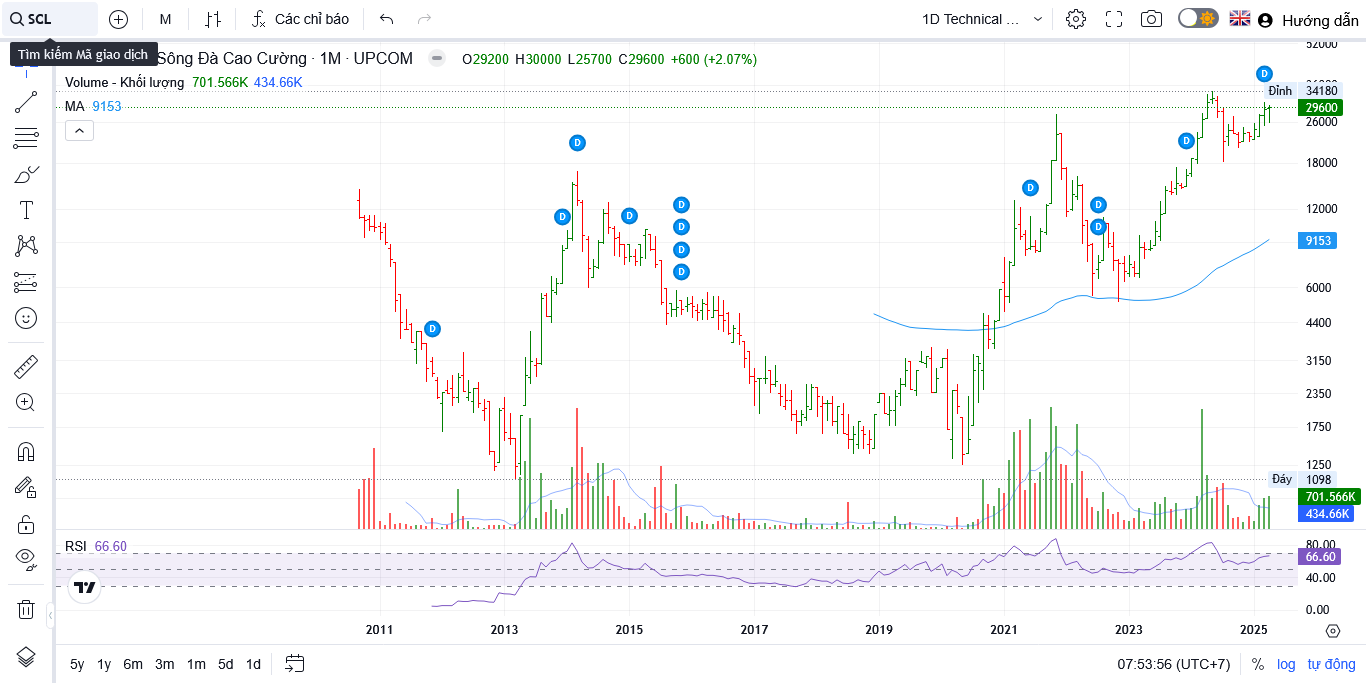 SCL
M
Các chỉ báo
1D Technical ...
Hướng dẫn
Tìm kiếm Mã giao dịch
Sông Đà Cao Cường · 1M · UPCOM
O29200 H30000 L25700 C29600 +600 (+2.07%)
Volume - Khối lượng 701.566K 434.66K
MA 9153
52000
Đỉnh 34180
29600
26000
18000
12000
9153
6000
4400
3150
2350
1750
1250
Đáy 1098
701.566K
434.66K
D
D
D
D
D
D
D
D
D
D
D
D
D
RSI 66.60
80.00
66.60
40.00
0.00
2011 2013 2015 2017 2019 2021 2023 2025
5y 1y 6m 3m 1m 5d 1d
07:53:56 (UTC+7) % log tự động